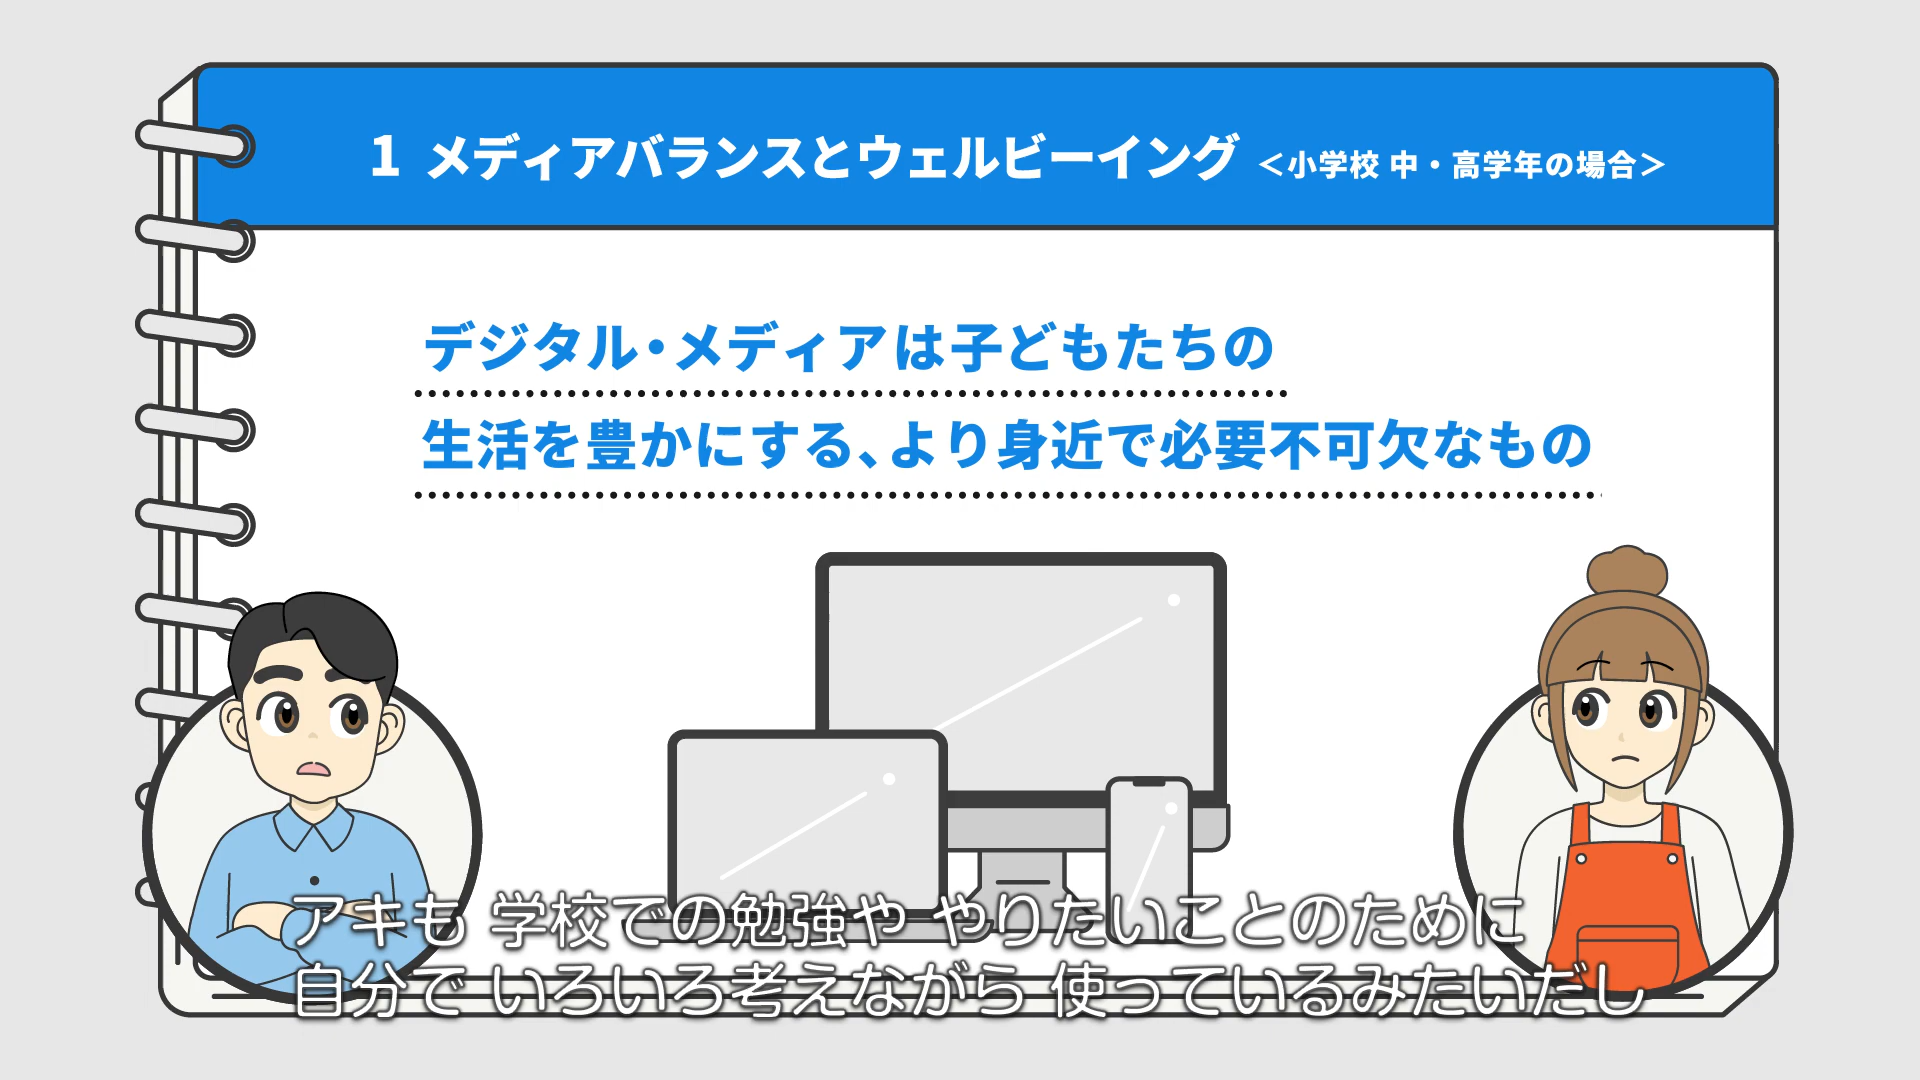 1 メディアバランスとウェルビーイング ＜小学校 中・高学年の場合＞
デジタル・メディアは子どもたちの
生活を豊かにする、より身近で必要不可欠なもの
アキも 学校での勉強や やりたいことのために
自分で いろいろ考えながら 使っているみたいだし